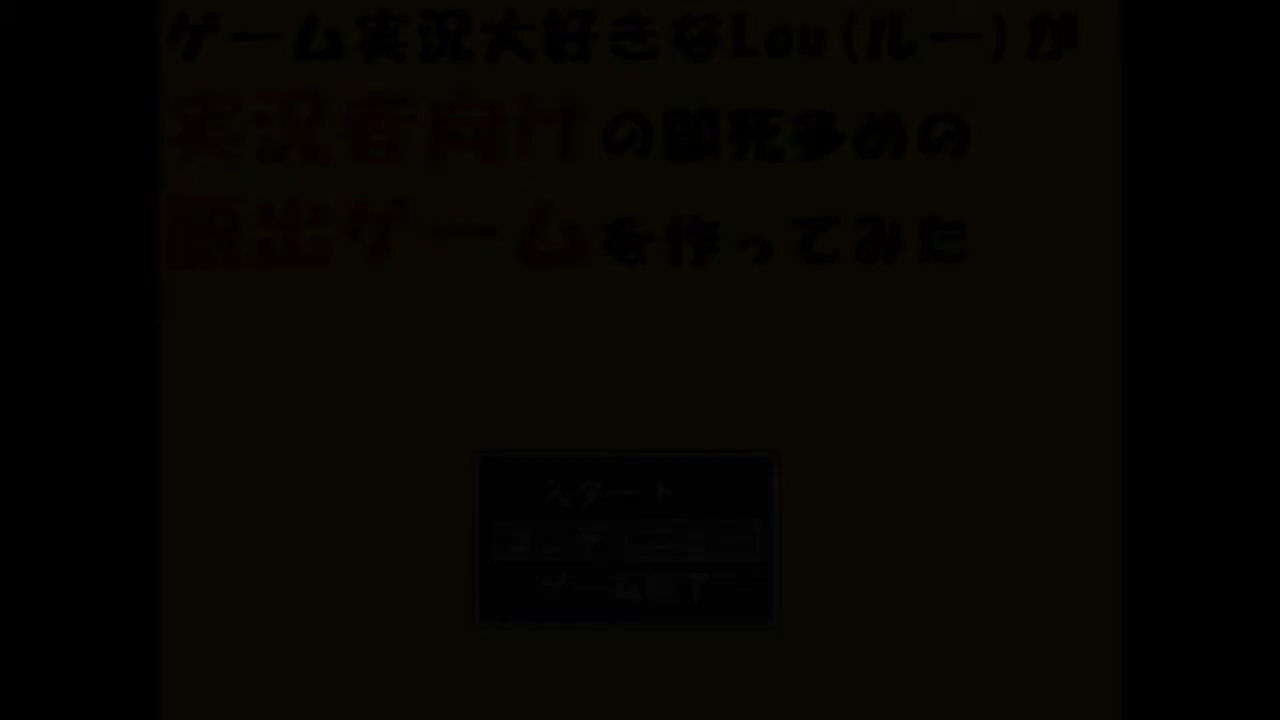 ゲーム実況大好きなLou(ルー)が
実況者向けの即死多めの
脱出ゲームを作ってみた
スタート
コンティニュー
ゲーム終了